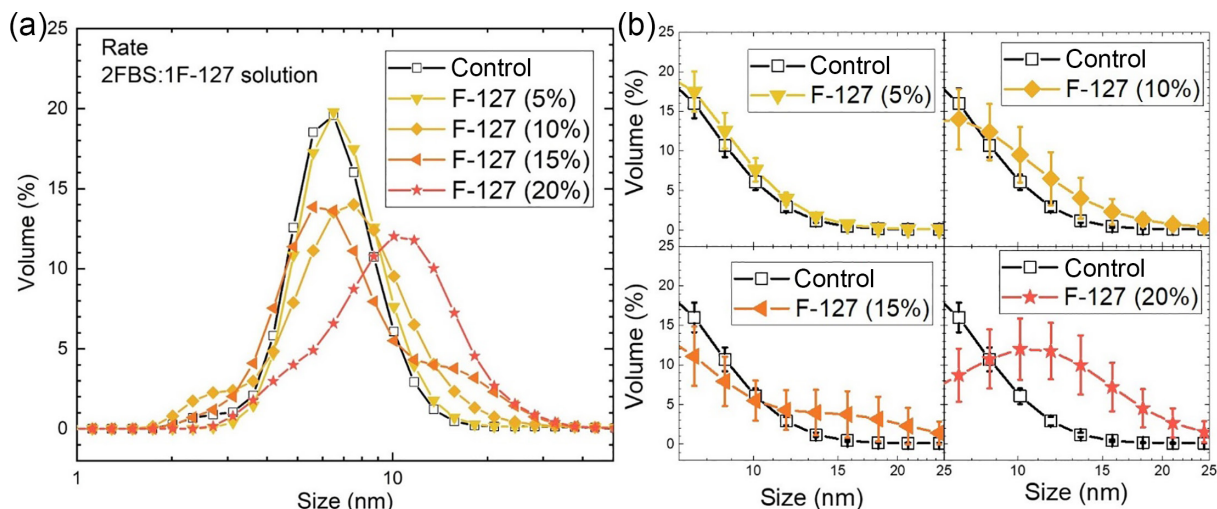 (a)
Rate
2FBS:1F-127 solution
Control
F-127 (5%)
F-127 (10%)
F-127 (15%)
F-127 (20%)
Volume (%)
25
20
15
10
5
0
1
10
Size (nm)
(b)
Control
F-127 (5%)
Volume (%)
25
20
15
10
5
0
Control
F-127 (10%)
Control
F-127 (15%)
Volume (%)
25
20
15
10
5
0
10
15
20
25
Size (nm)
Control
F-127 (20%)
10
15
20
25
Size (nm)